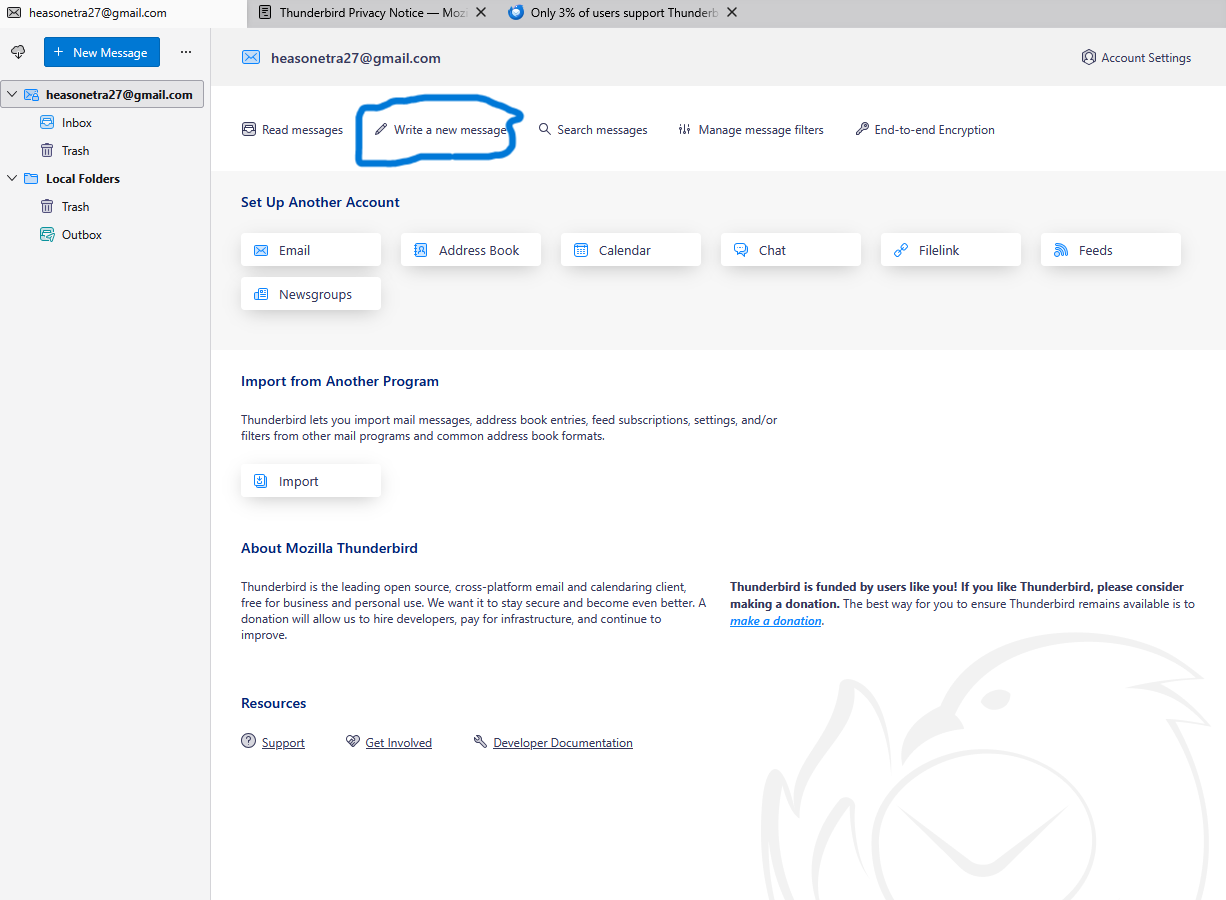 heasonetra27@gmail.com
Thunderbird Privacy Notice — Mozi
Only 3% of users support Thunderb
New Message
heasonetra27@gmail.com
Account Settings
heasonetra27@gmail.com
Inbox
Trash
Local Folders
Trash
Outbox
Read messages
Write a new message
Search messages
Manage message filters
End-to-end Encryption
Set Up Another Account
Email
Address Book
Calendar
Chat
Filelink
Feeds
Newsgroups
Import from Another Program
Thunderbird lets you import mail messages, address book entries, feed subscriptions, settings, and/or
filters from other mail programs and common address book formats.
Import
About Mozilla Thunderbird
Thunderbird is the leading open source, cross-platform email and calendaring client,
free for business and personal use. We want it to stay secure and become even better. A
donation will allow us to hire developers, pay for infrastructure, and continue to
improve.
Thunderbird is funded by users like you! If you like Thunderbird, please consider
making a donation. The best way for you to ensure Thunderbird remains available is to
make a donation.
Resources
Support
Get Involved
Developer Documentation